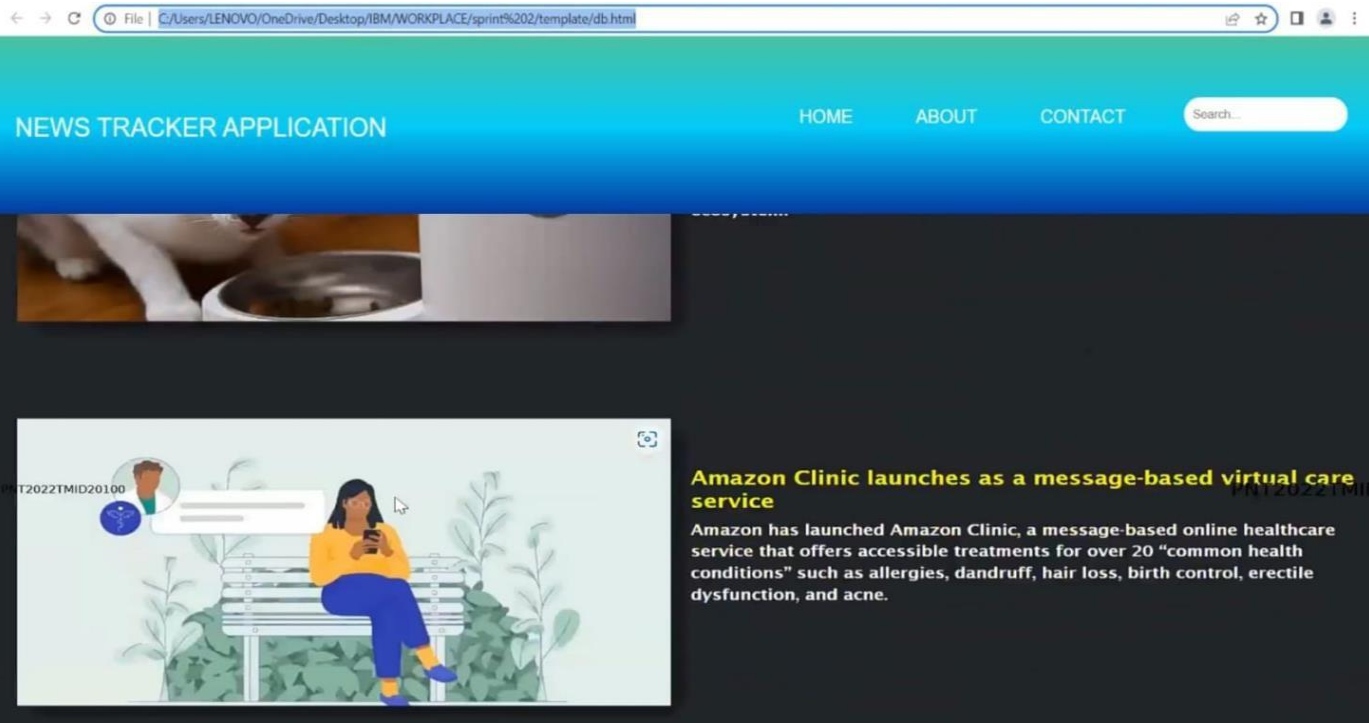 File C:/Users/LENOVO/OneDrive/Desktop/IBM/WORKPLACE/sprint%202/template/db.html
NEWS TRACKER APPLICATION
HOME ABOUT CONTACT Search...
PNT2022TMID20100
Amazon Clinic launches as a message-based virtual care
service
PNT2022TMI
Amazon has launched Amazon Clinic, a message-based online healthcare
service that offers accessible treatments for over 20 “common health
conditions” such as allergies, dandruff, hair loss, birth control, erectile
dysfunction, and acne.